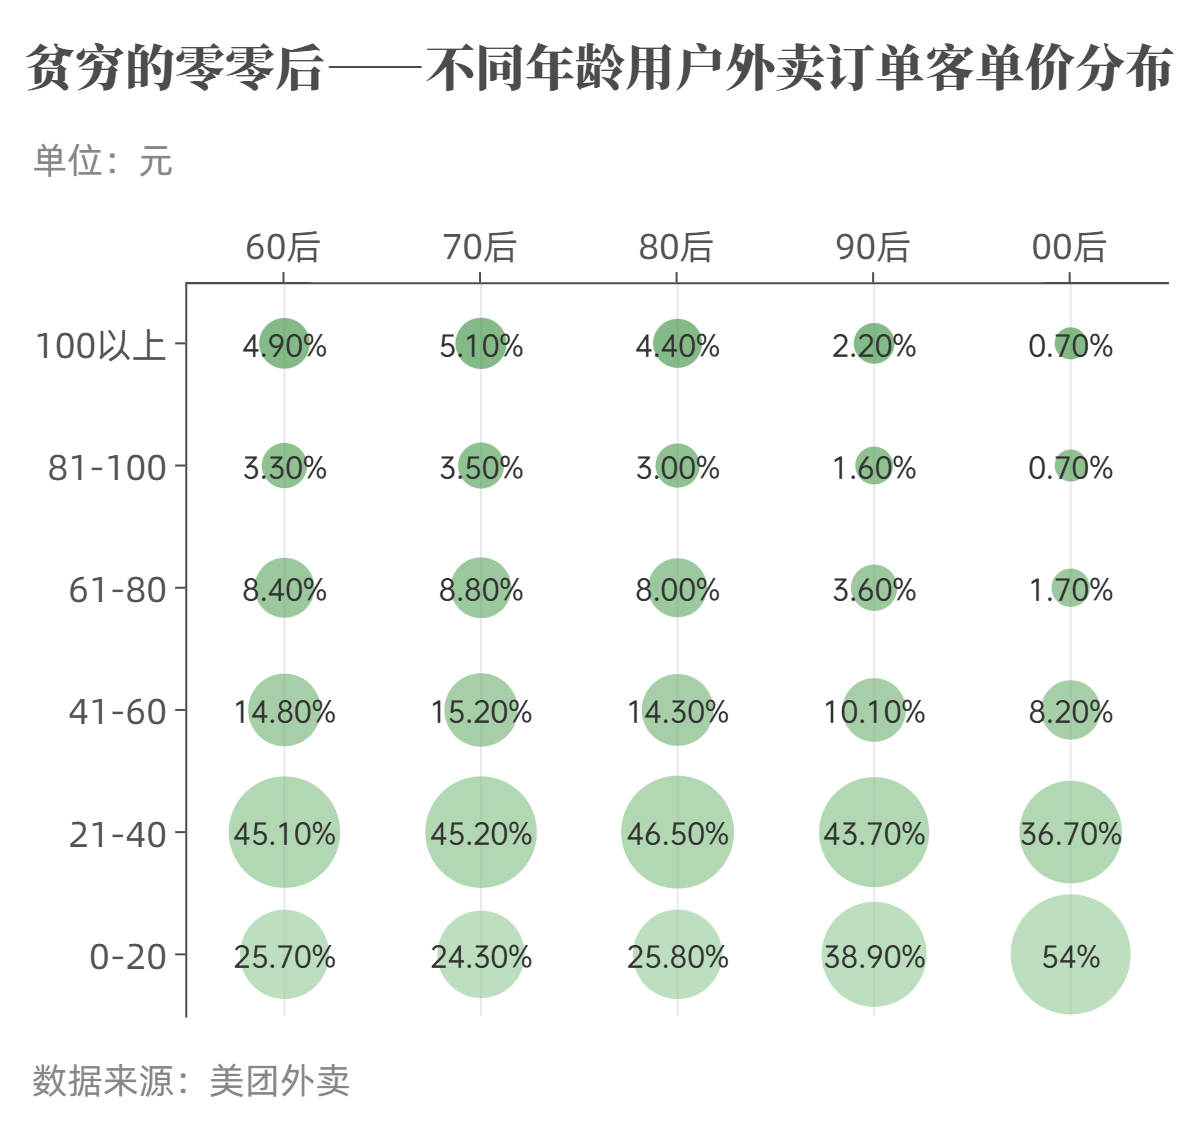 贫穷的零零后——不同年龄用户外卖订单客单价分布
单位：元
60后 70后 80后 90后 00后
100以上 4.90% 5.10% 4.40% 2.20% 0.70%
81-100 3.30% 3.50% 3.00% 1.60% 0.70%
61-80 8.40% 8.80% 8.00% 3.60% 1.70%
41-60 14.80% 15.20% 14.30% 10.10% 8.20%
21-40 45.10% 45.20% 46.50% 43.70% 36.70%
0-20 25.70% 24.30% 25.80% 38.90% 54%
数据来源：美团外卖